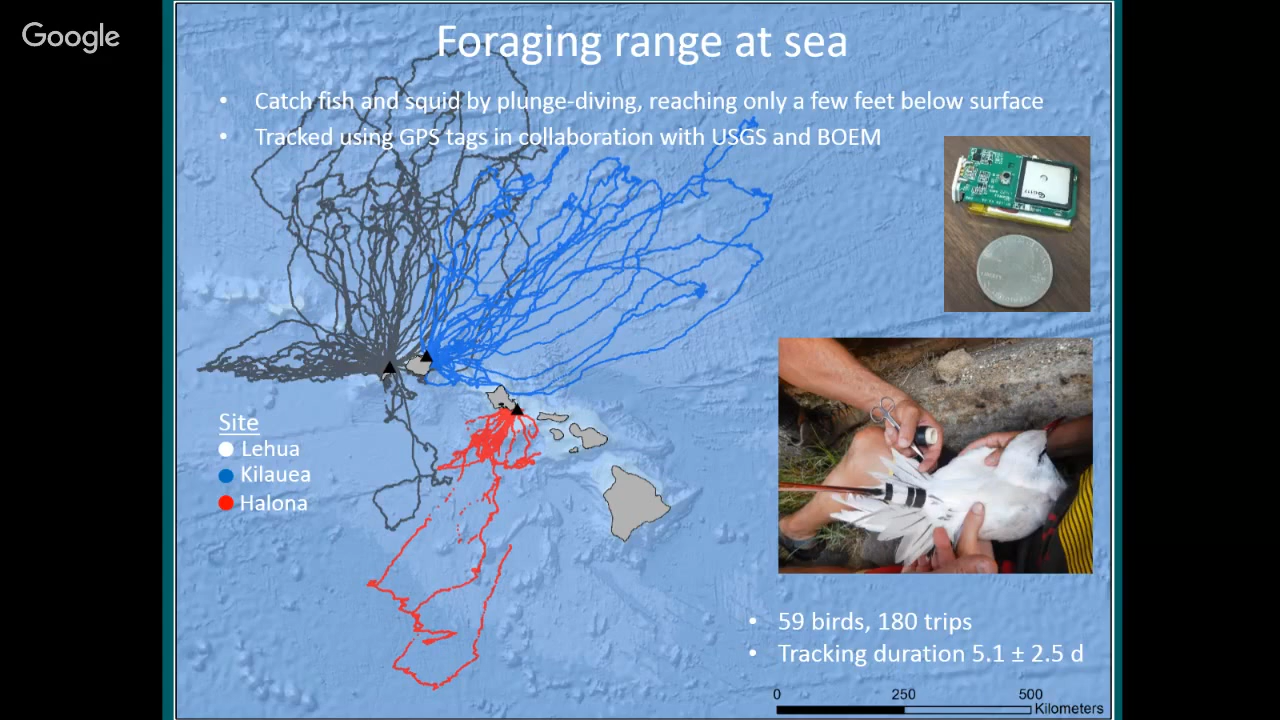 Google
Foraging range at sea
• Catch fish and squid by plunge-diving, reaching only a few feet below surface
• Tracked using GPS tags in collaboration with USGS and BOEM
Site
Lehua
Kilauea
Halona
• 59 birds, 180 trips
• Tracking duration 5.1 ± 2.5 d
0 250 500
Kilometers